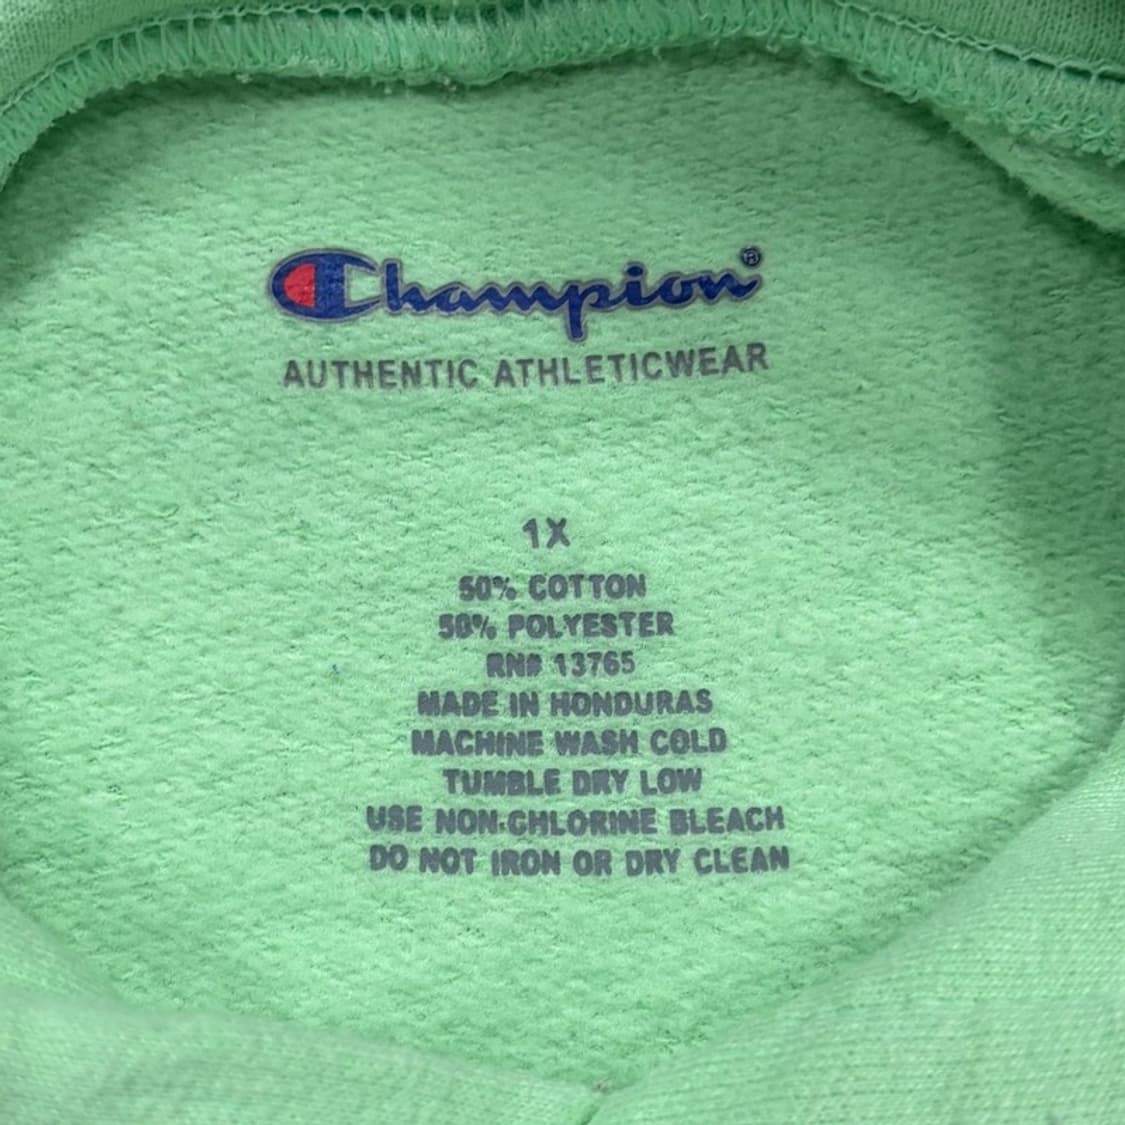 Champion®
AUTHENTIC ATHLETICWEAR
1X
50% COTTON
50% POLYESTER
RN# 13765
MADE IN HONDURAS
MACHINE WASH COLD
TUMBLE DRY LOW
USE NON-CHLORINE BLEACH
DO NOT IRON OR DRY CLEAN